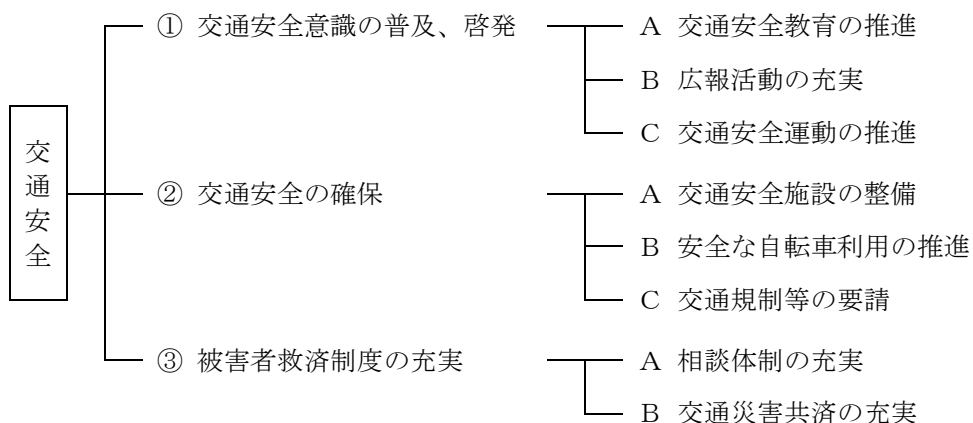 交通安全
① 交通安全意識の普及、啓発
A 交通安全教育の推進
B 広報活動の充実
C 交通安全運動の推進
② 交通安全の確保
A 交通安全施設の整備
B 安全な自転車利用の推進
C 交通規制等の要請
③ 被害者救済制度の充実
A 相談体制の充実
B 交通災害共済の充実